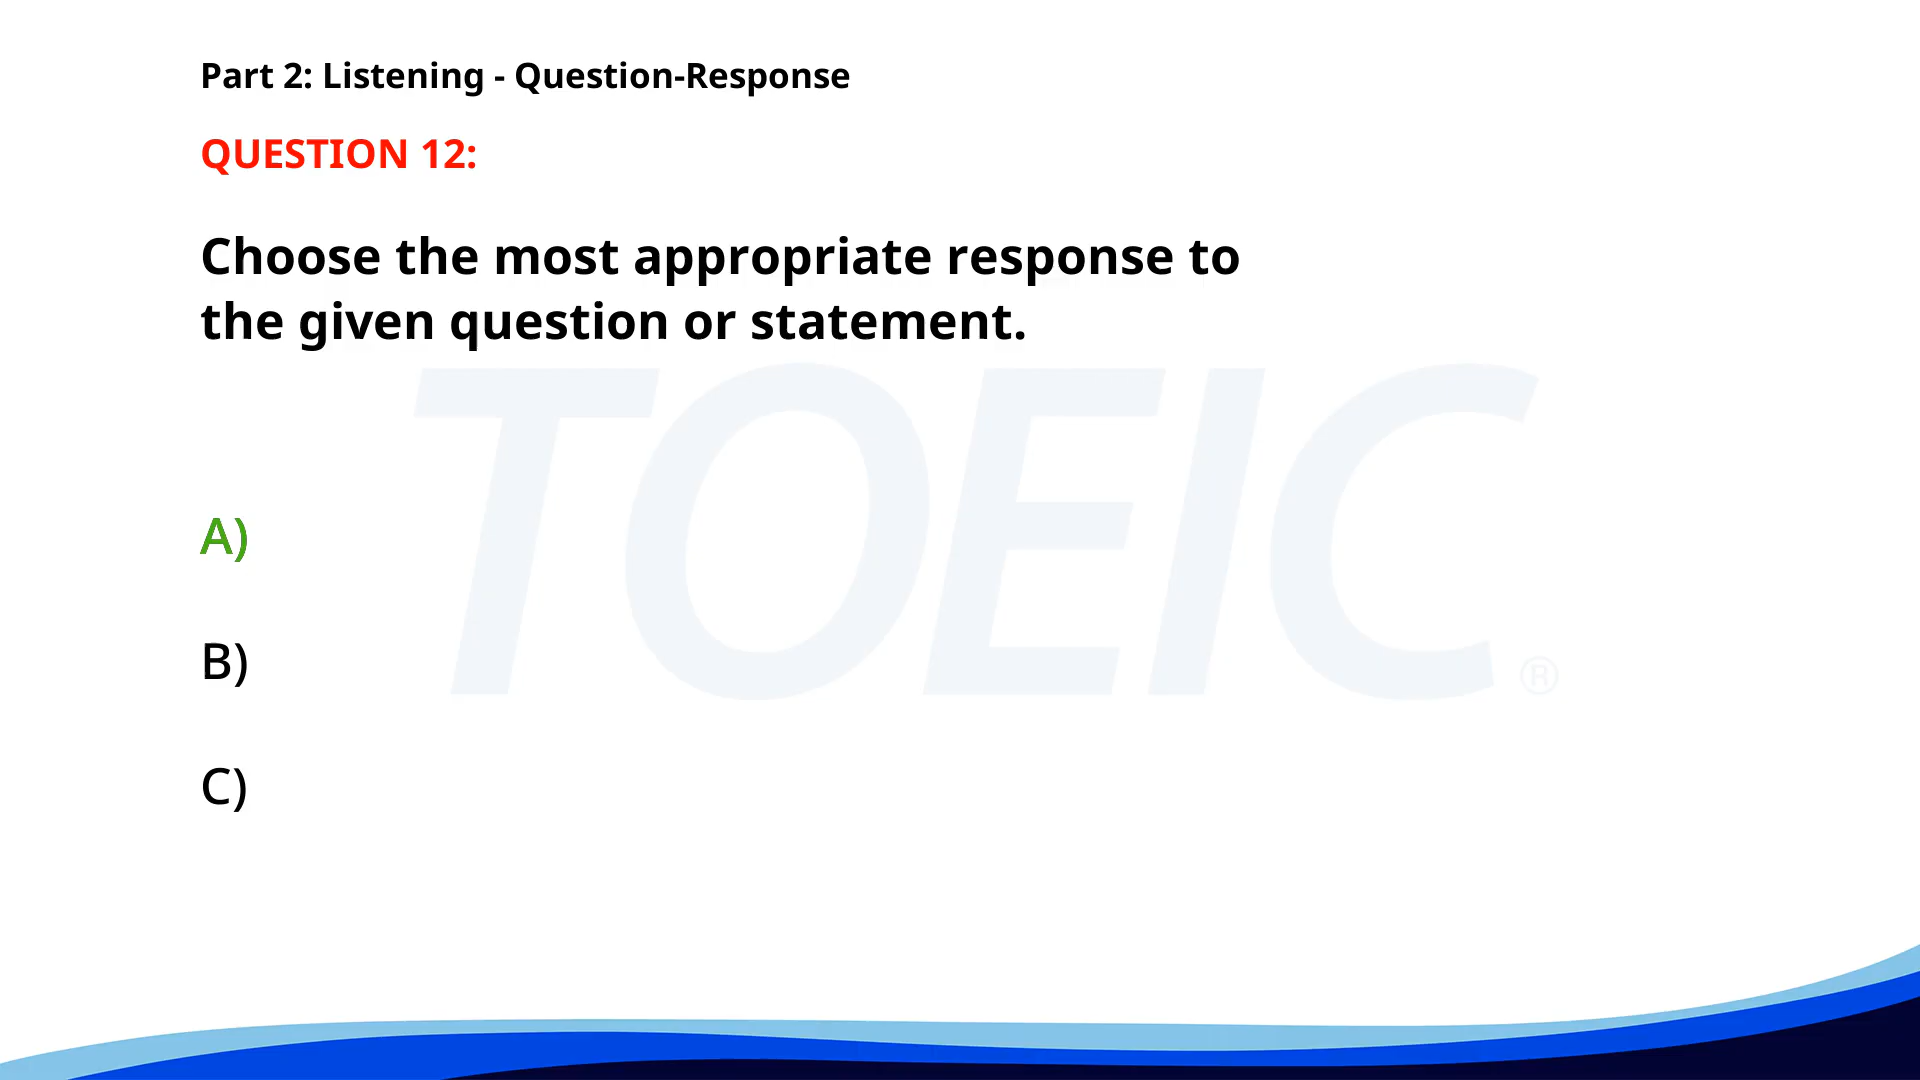 Part 2: Listening - Question-Response
QUESTION 12:
Choose the most appropriate response to
the given question or statement.
TOEIC ®
A)
B)
C)